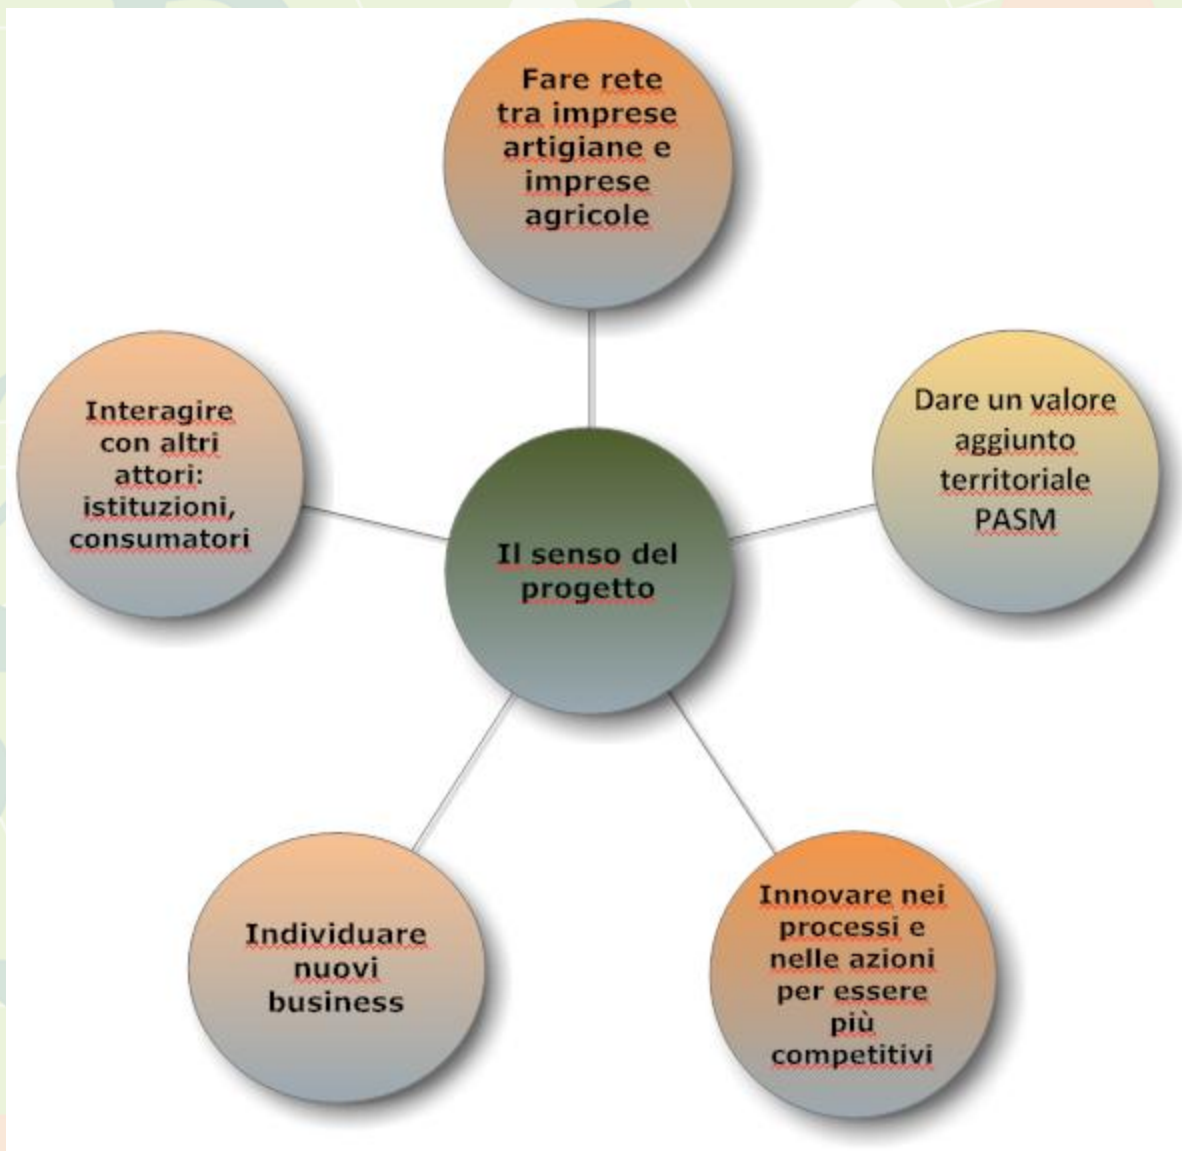 Fare rete
tra imprese
artigiane e
imprese
agricole
Dare un valore
aggiunto
territoriale
PASM
Innovare nei
processi e
nelle azioni
per essere
più
competitivi
Individuare
nuovi
business
Interagire
con altri
attori:
istituzioni,
consumatori
Il senso del
progetto